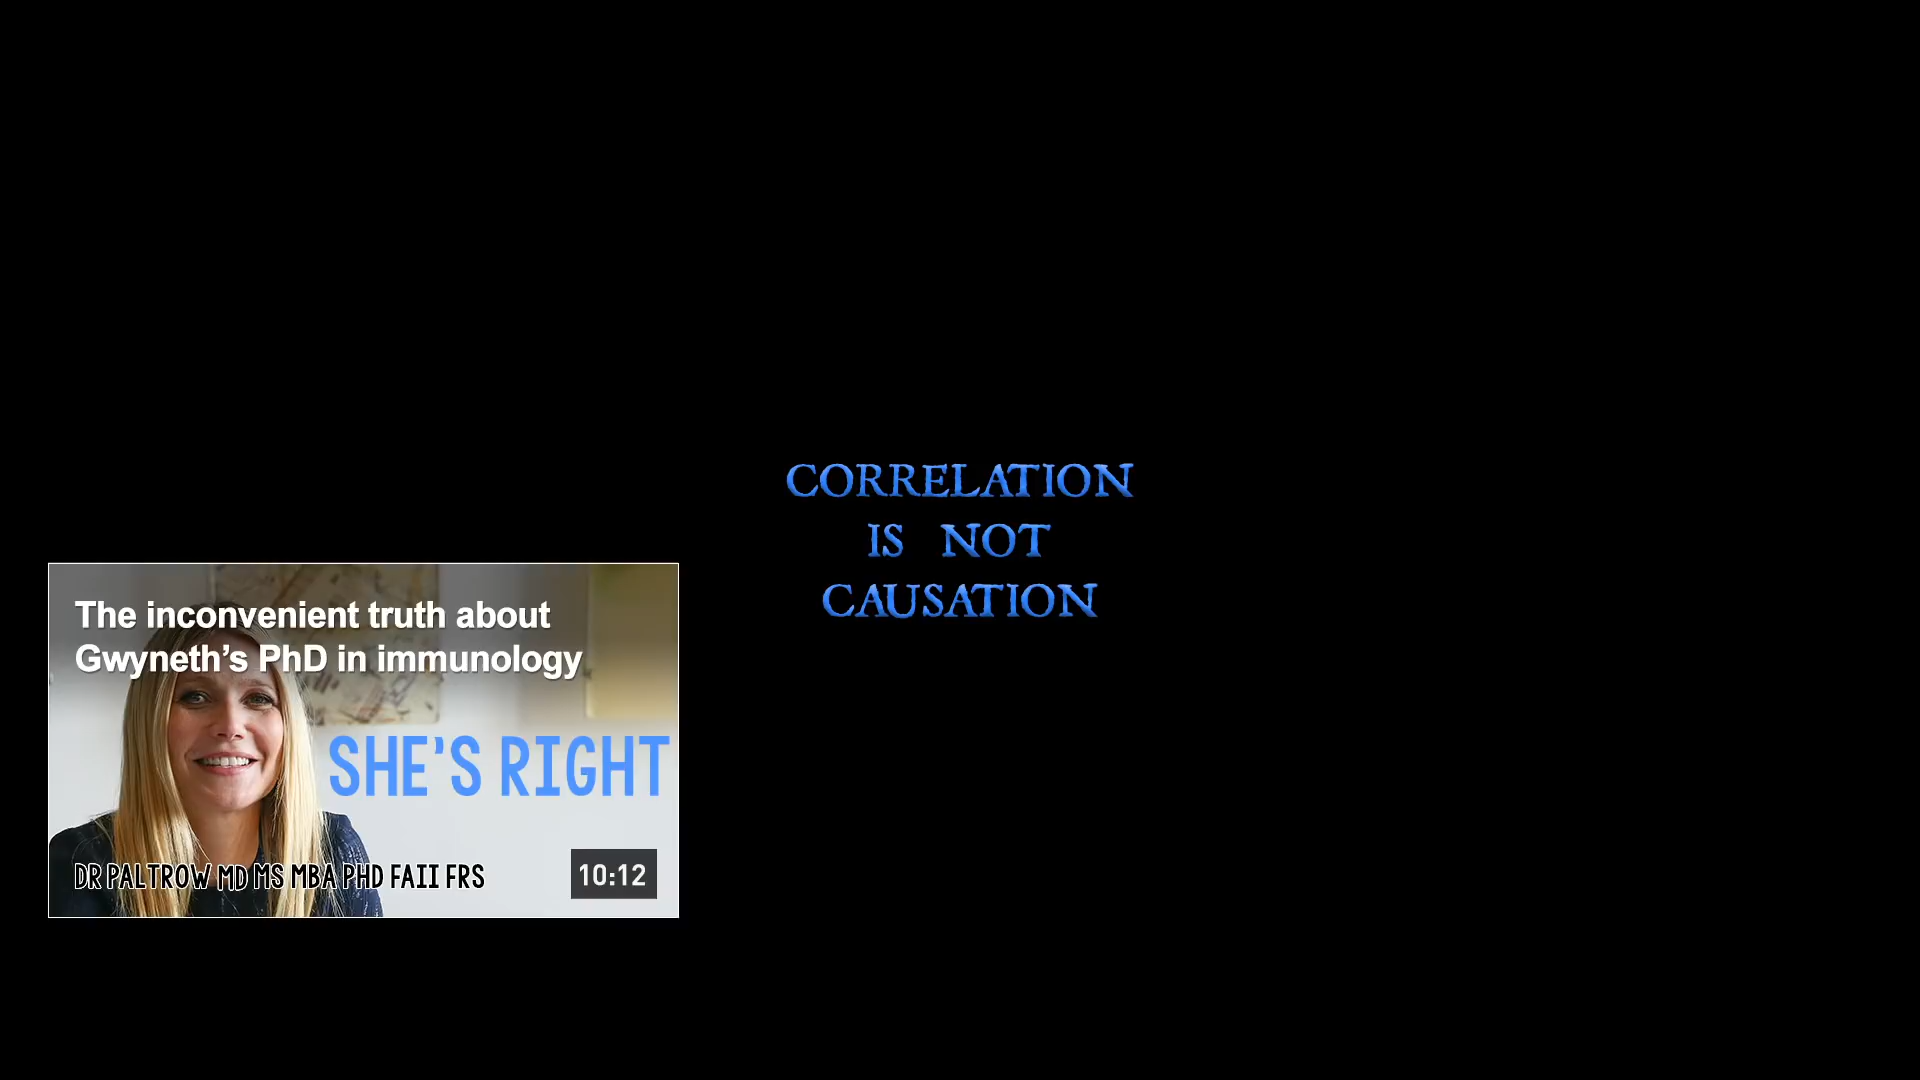 CORRELATION
IS NOT
CAUSATION
The inconvenient truth about
Gwyneth's PhD in immunology
SHE'S RIGHT
DR PALTROW MD MS MBA PHD FAII FRS
10:12